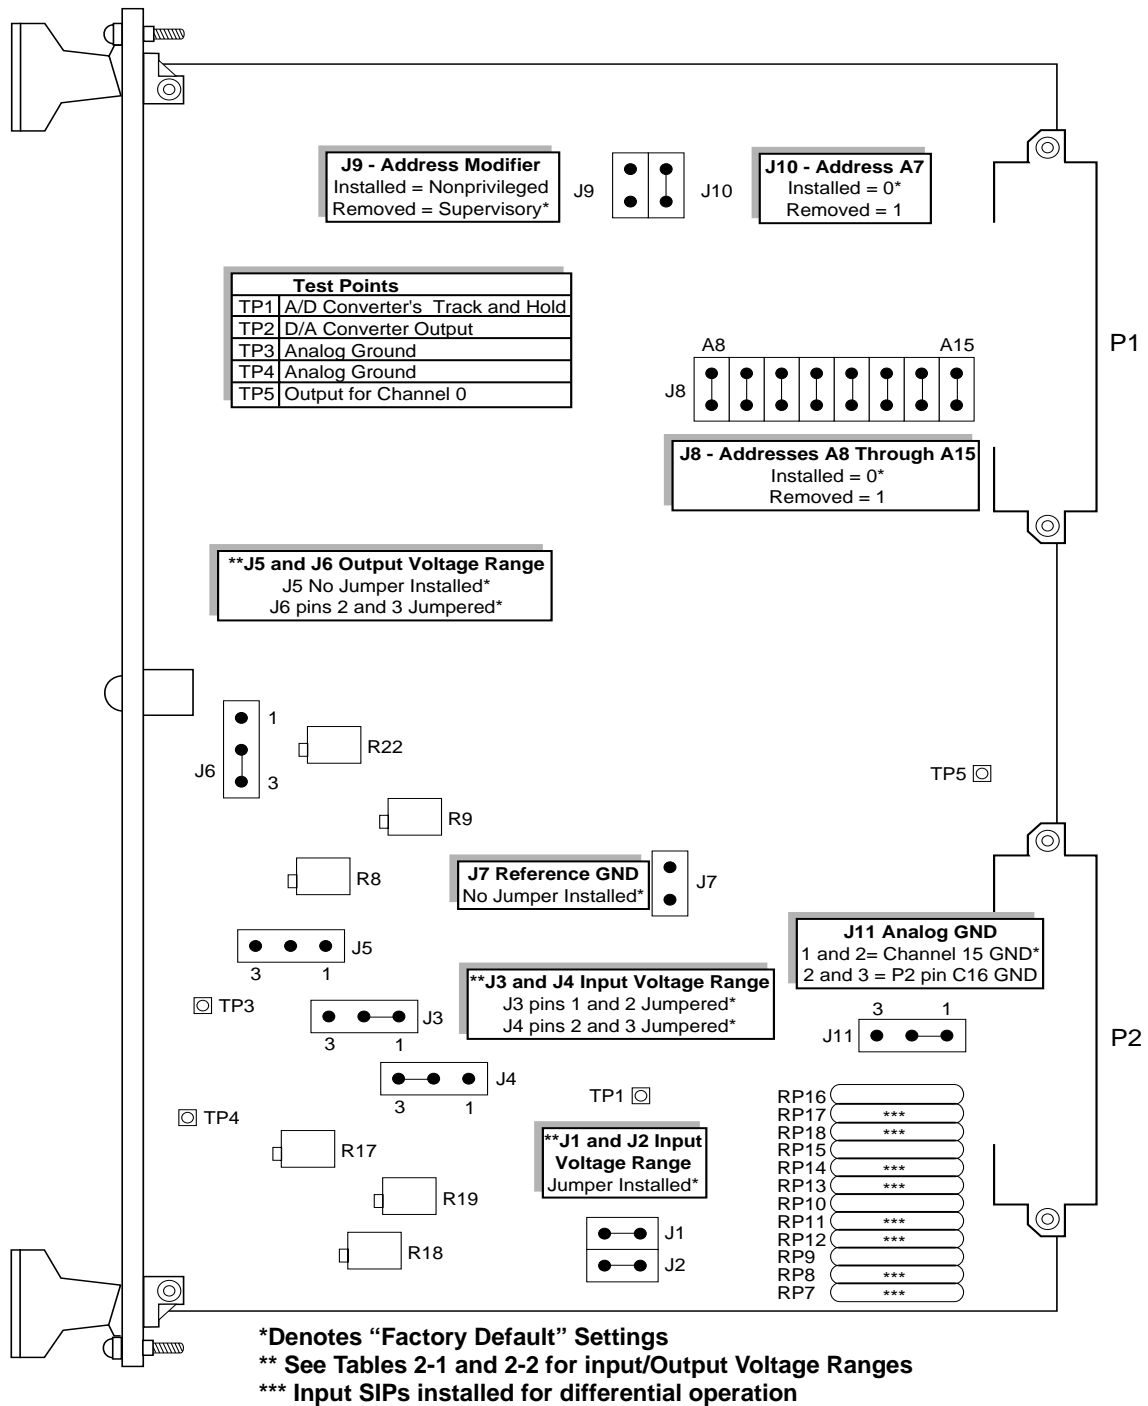 J9 - Address Modifier
Installed = Nonprivileged
Removed = Supervisory*
J9
J10
J10 - Address A7
Installed = 0*
Removed = 1
Test Points
TP1 A/D Converter's Track and Hold
TP2 D/A Converter Output
TP3 Analog Ground
TP4 Analog Ground
TP5 Output for Channel 0
P1
A8
A15
J8
J8 - Addresses A8 Through A15
Installed = 0*
Removed = 1
**J5 and J6 Output Voltage Range
J5 No Jumper Installed*
J6 pins 2 and 3 Jumpered*
1
J6
3
R22
TP5
R9
R8
J7 Reference GND
No Jumper Installed*
J7
J5
3 1
J11 Analog GND
1 and 2= Channel 15 GND*
2 and 3 = P2 pin C16 GND
**J3 and J4 Input Voltage Range
J3 pins 1 and 2 Jumpered*
J4 pins 2 and 3 Jumpered*
TP3
J3
3 1
3 1
J11
P2
J4
3 1
TP1
TP4
R17
R19
R18
**J1 and J2 Input
Voltage Range
Jumper Installed*
J1
J2
RP16
RP17 ***
RP18 ***
RP15
RP14 ***
RP13 ***
RP10
RP11 ***
RP12 ***
RP9
RP8 ***
RP7 ***
*Denotes “Factory Default” Settings
** See Tables 2-1 and 2-2 for input/Output Voltage Ranges
*** Input SIPs installed for differential operation